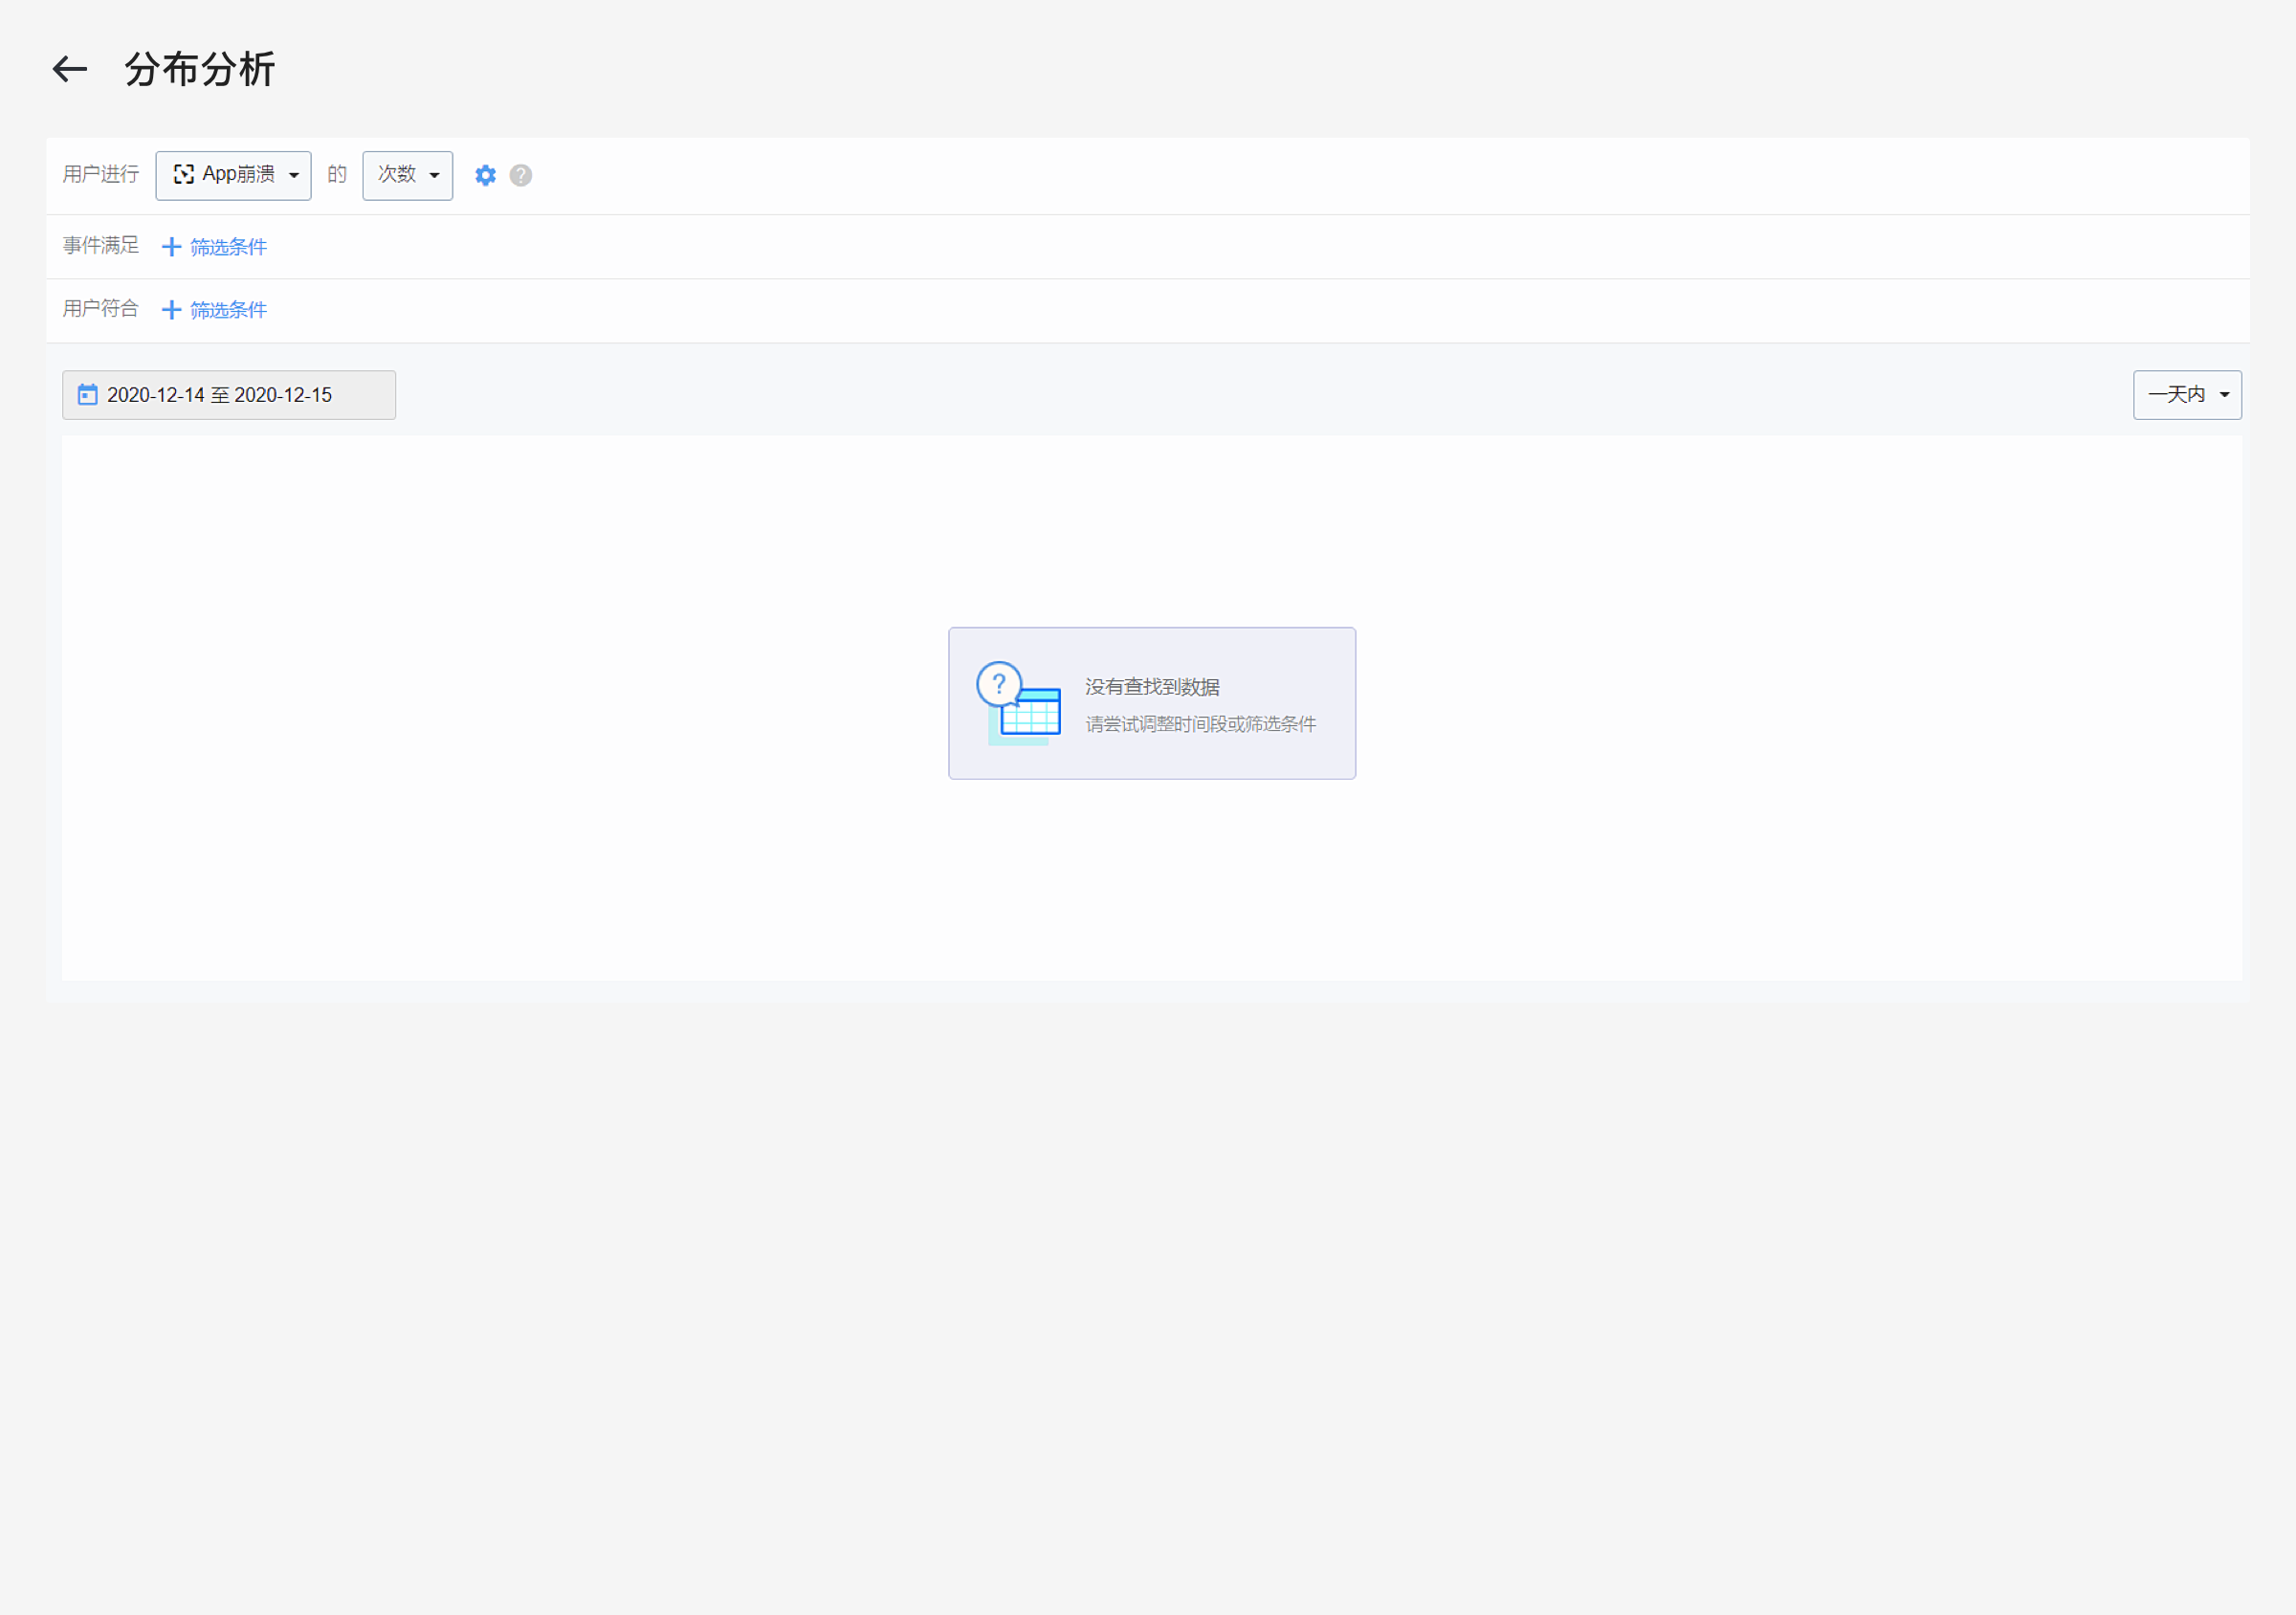 分布分析
用户进行 App崩溃 的 次数 ?
事件满足 + 筛选条件
用户符合 + 筛选条件
2020-12-14 至 2020-12-15 一天内
? 没有查找到数据
请尝试调整时间段或筛选条件